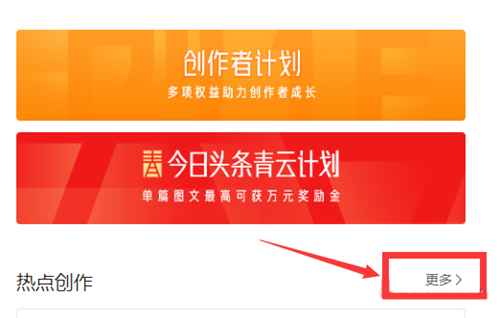 创作者计划
多项权益助力创作者成长
今日头条青云计划
单篇图文最高可获万元奖励金
热点创作
更多 >